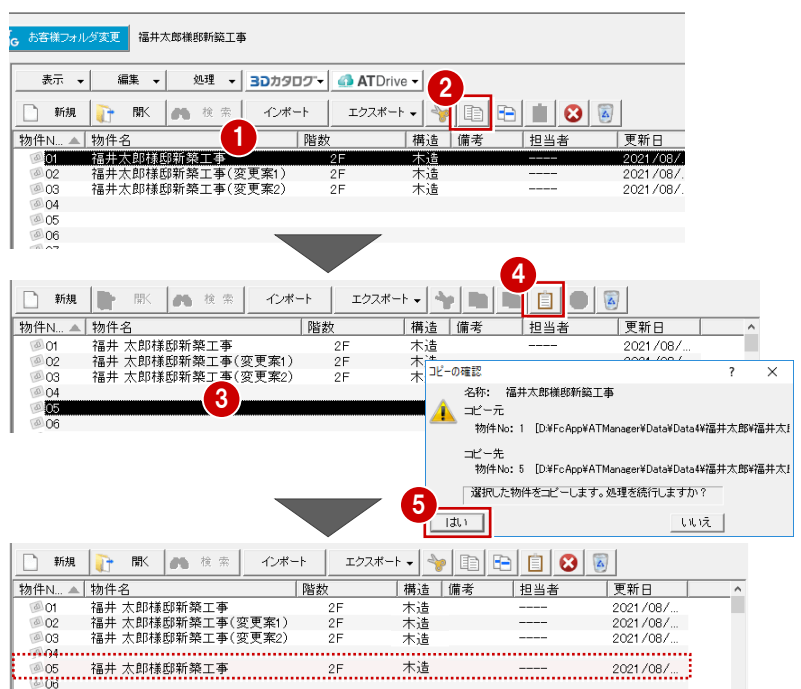 G お客様フォルダ変更 福井太郎様邸新築工事
表示 編集 処理 3Dカタログ ATDrive
2
新規 開く 検索 インポート エクスポート
1
物件N... 物件名 階数 構造 備考 担当者 更新日
01 福井太郎様邸新築工事 2F 木造 ---- 2021/08/
02 福井太郎様邸新築工事(変更案1) 2F 木造 ---- 2021/08/
03 福井太郎様邸新築工事(変更案2) 2F 木造 ---- 2021/08/
04
05
06
4
新規 開く 検索 インポート エクスポート
物件N... 物件名 階数 構造 備考 担当者 更新日
01 福井 太郎様邸新築工事 2F 木造 ---- 2021/08/...
02 福井 太郎様邸新築工事(変更案1) 2F 木造
03 福井 太郎様邸新築工事(変更案2) 2F 木
04
3
05
06
コピーの確認 ? ×
名称: 福井太郎様邸新築工事
コピー元
物件No: 1 [D:¥FcApp¥ATManager¥Data¥Data4¥福井太郎¥福井太
コピー先
物件No: 5 [D:¥FcApp¥ATManager¥Data¥Data4¥福井太郎¥福井太
選択した物件をコピーします。処理を続行しますか?
5
はい いいえ
新規 開く 検索 インポート エクスポート
物件N... 物件名 階数 構造 備考 担当者 更新日
01 福井 太郎様邸新築工事 2F 木造 ---- 2021/08/...
02 福井 太郎様邸新築工事(変更案1) 2F 木造 ---- 2021/08/...
03 福井 太郎様邸新築工事(変更案2) 2F 木造 ---- 2021/08/...
04
05 福井 太郎様邸新築工事 2F 木造 ---- 2021/08/...
06